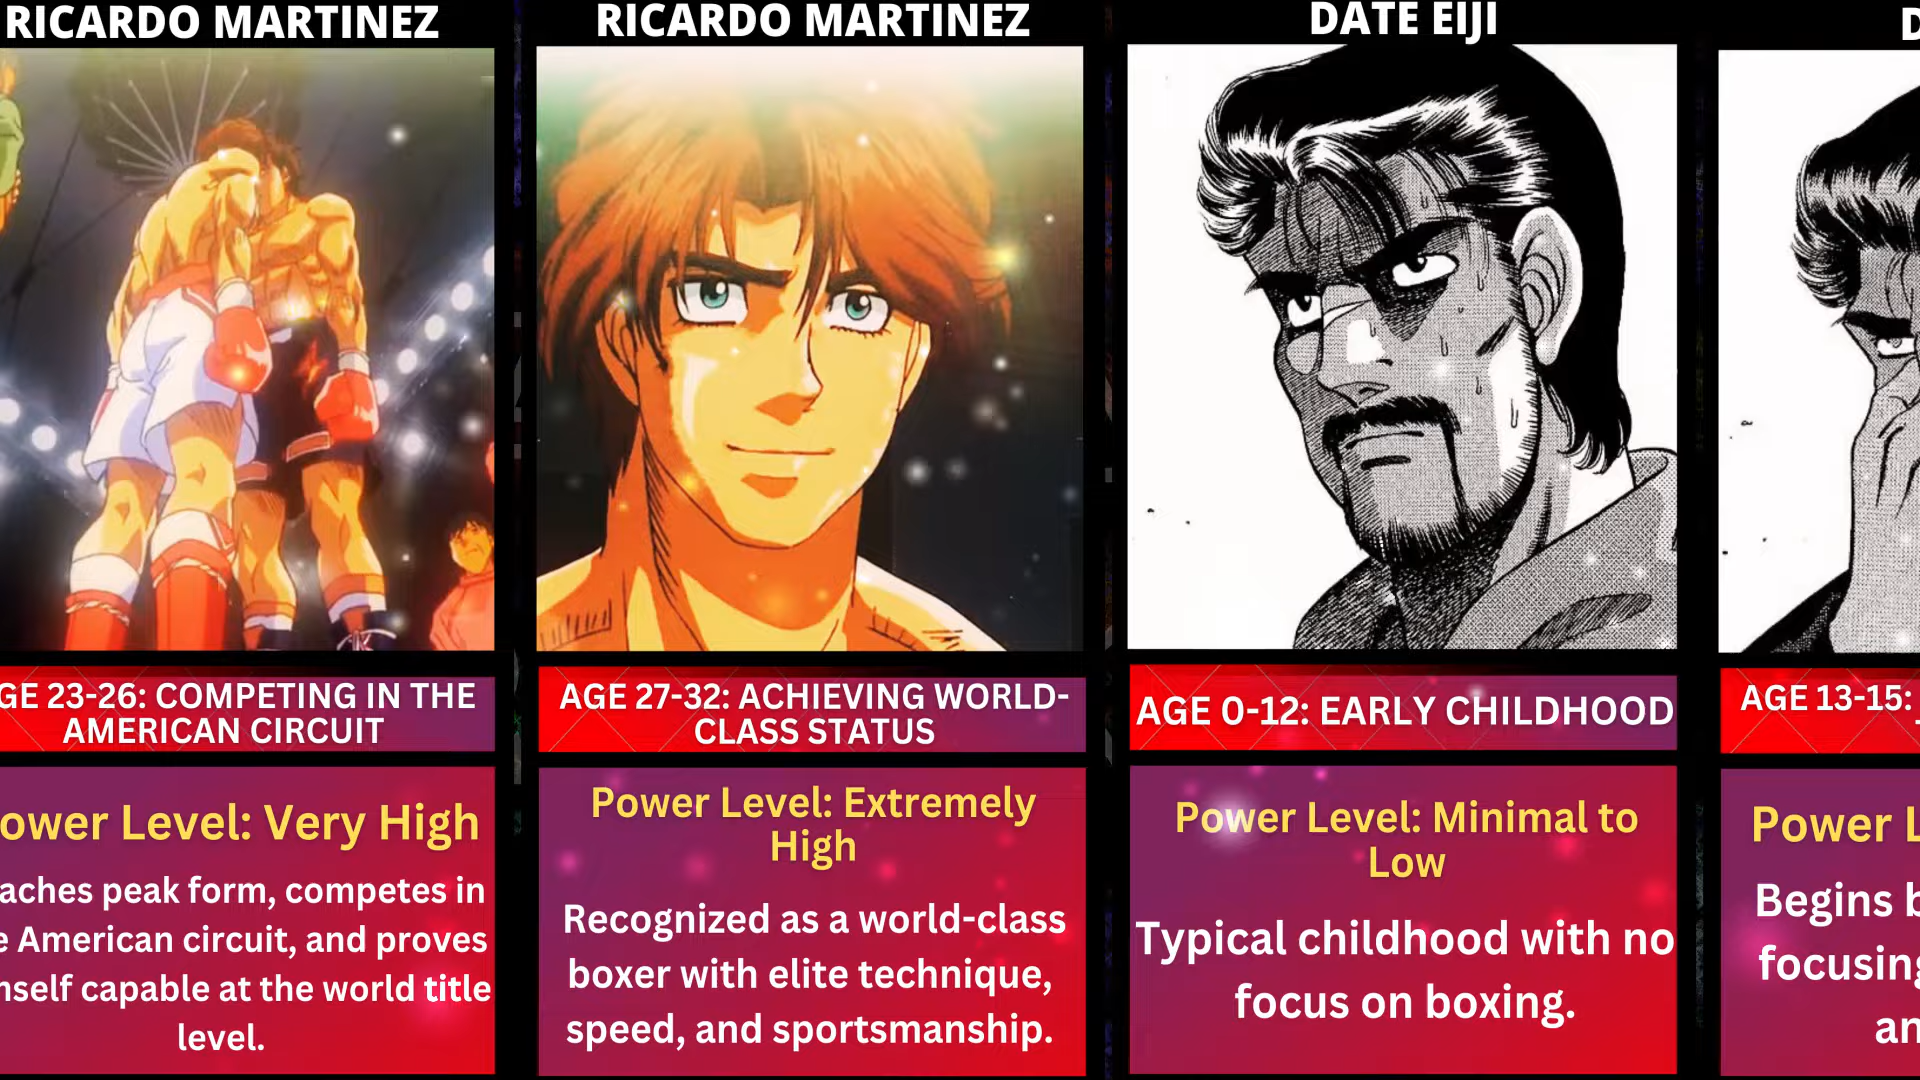 RICARDO MARTINEZ
GE 23-26: COMPETING IN THE
AMERICAN CIRCUIT
ower Level: Very High
aches peak form, competes in
e American circuit, and proves
nself capable at the world title
level.
RICARDO MARTINEZ
AGE 27-32: ACHIEVING WORLD-
CLASS STATUS
Power Level: Extremely
High
Recognized as a world-class
boxer with elite technique,
speed, and sportsmanship.
DATE EIJI
AGE 0-12: EARLY CHILDHOOD
Power Level: Minimal to
Low
Typical childhood with no
focus on boxing.
D
AGE 13-15:
Power L
Begins b
focusing
an